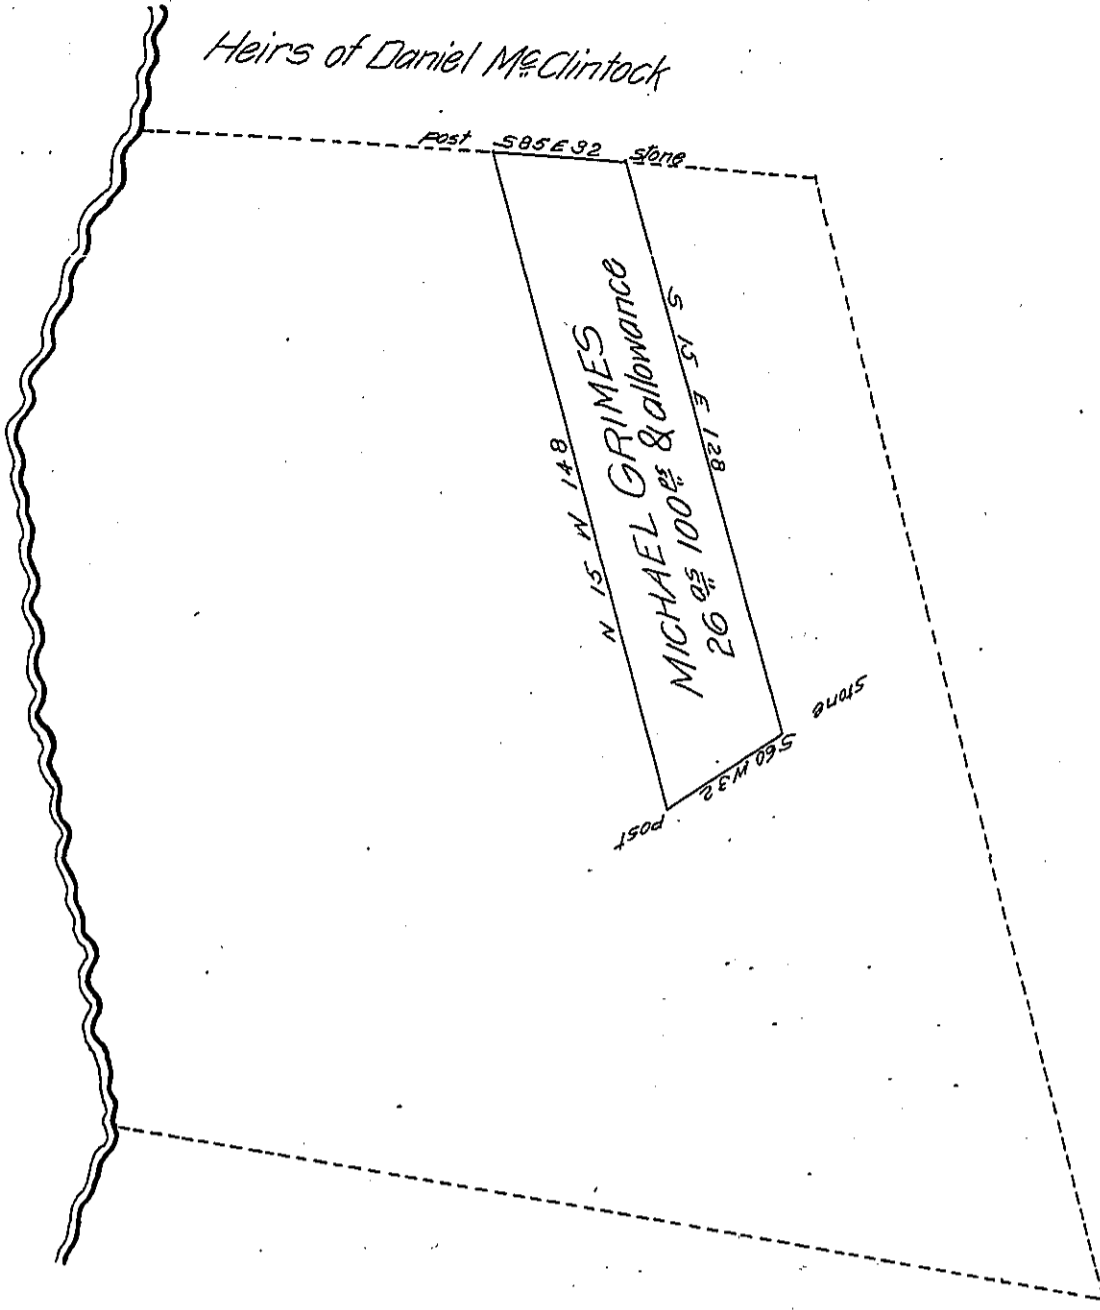 Heirs of Daniel McClintock
post S85E32 stone
S 15 E 128
MICHAEL GRIMES
26 as 100 ps & allowance
N 15 W 148
stone
S60W32
post